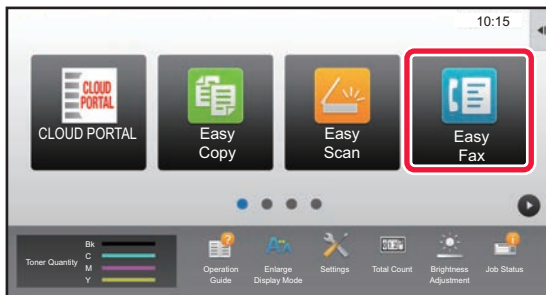 10:15
CLOUD
PORTAL
CLOUD PORTAL
Easy
Copy
Easy
Scan
Easy
Fax
Toner Quantity
Bk
C
M
Y
Operation
Guide
Enlarge
Display Mode
Settings
Total Count
Brightness
Adjustment
Job Status